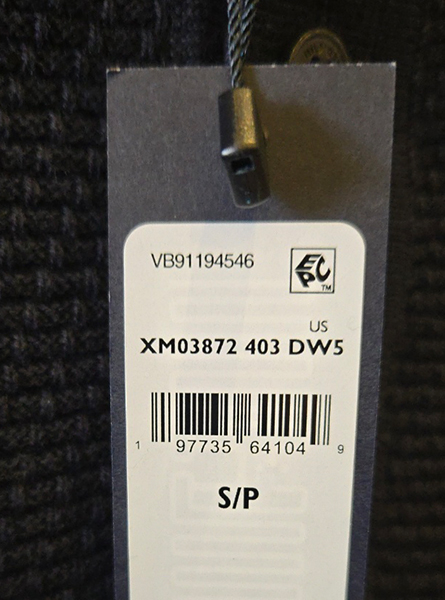 VB91194546
EPC
TM
US
XM03872 403 DW5
1 97735 64104 9
S/P